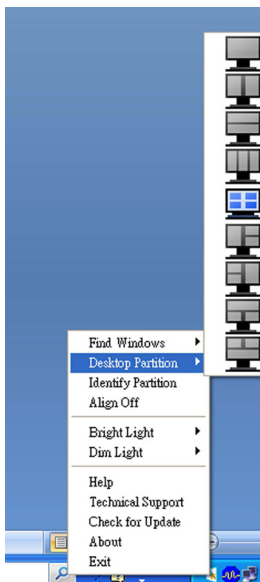 Find Windows
Desktop Partition
Identify Partition
Align Off
Bright Light
Dim Light
Help
Technical Support
Check for Update
About
Exit